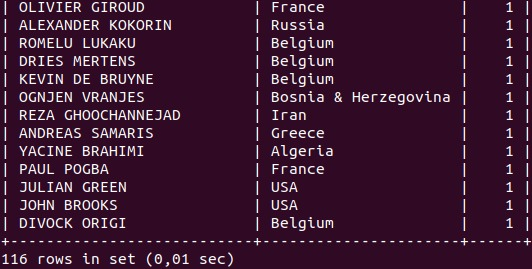 | OLIVIER GIROUD | France | 1 |
| ALEXANDER KOKORIN | Russia | 1 |
| ROMELU LUKAKU | Belgium | 1 |
| DRIES MERTENS | Belgium | 1 |
| KEVIN DE BRUYNE | Belgium | 1 |
| OGNJEN VRANJES | Bosnia & Herzegovina | 1 |
| REZA GHOOCHANNEJAD | Iran | 1 |
| ANDREAS SAMARIS | Greece | 1 |
| YACINE BRAHIMI | Algeria | 1 |
| PAUL POGBA | France | 1 |
| JULIAN GREEN | USA | 1 |
| JOHN BROOKS | USA | 1 |
| DIVOCK ORIGI | Belgium | 1 |
+---------------------------+----------------------+------+
116 rows in set (0,01 sec)